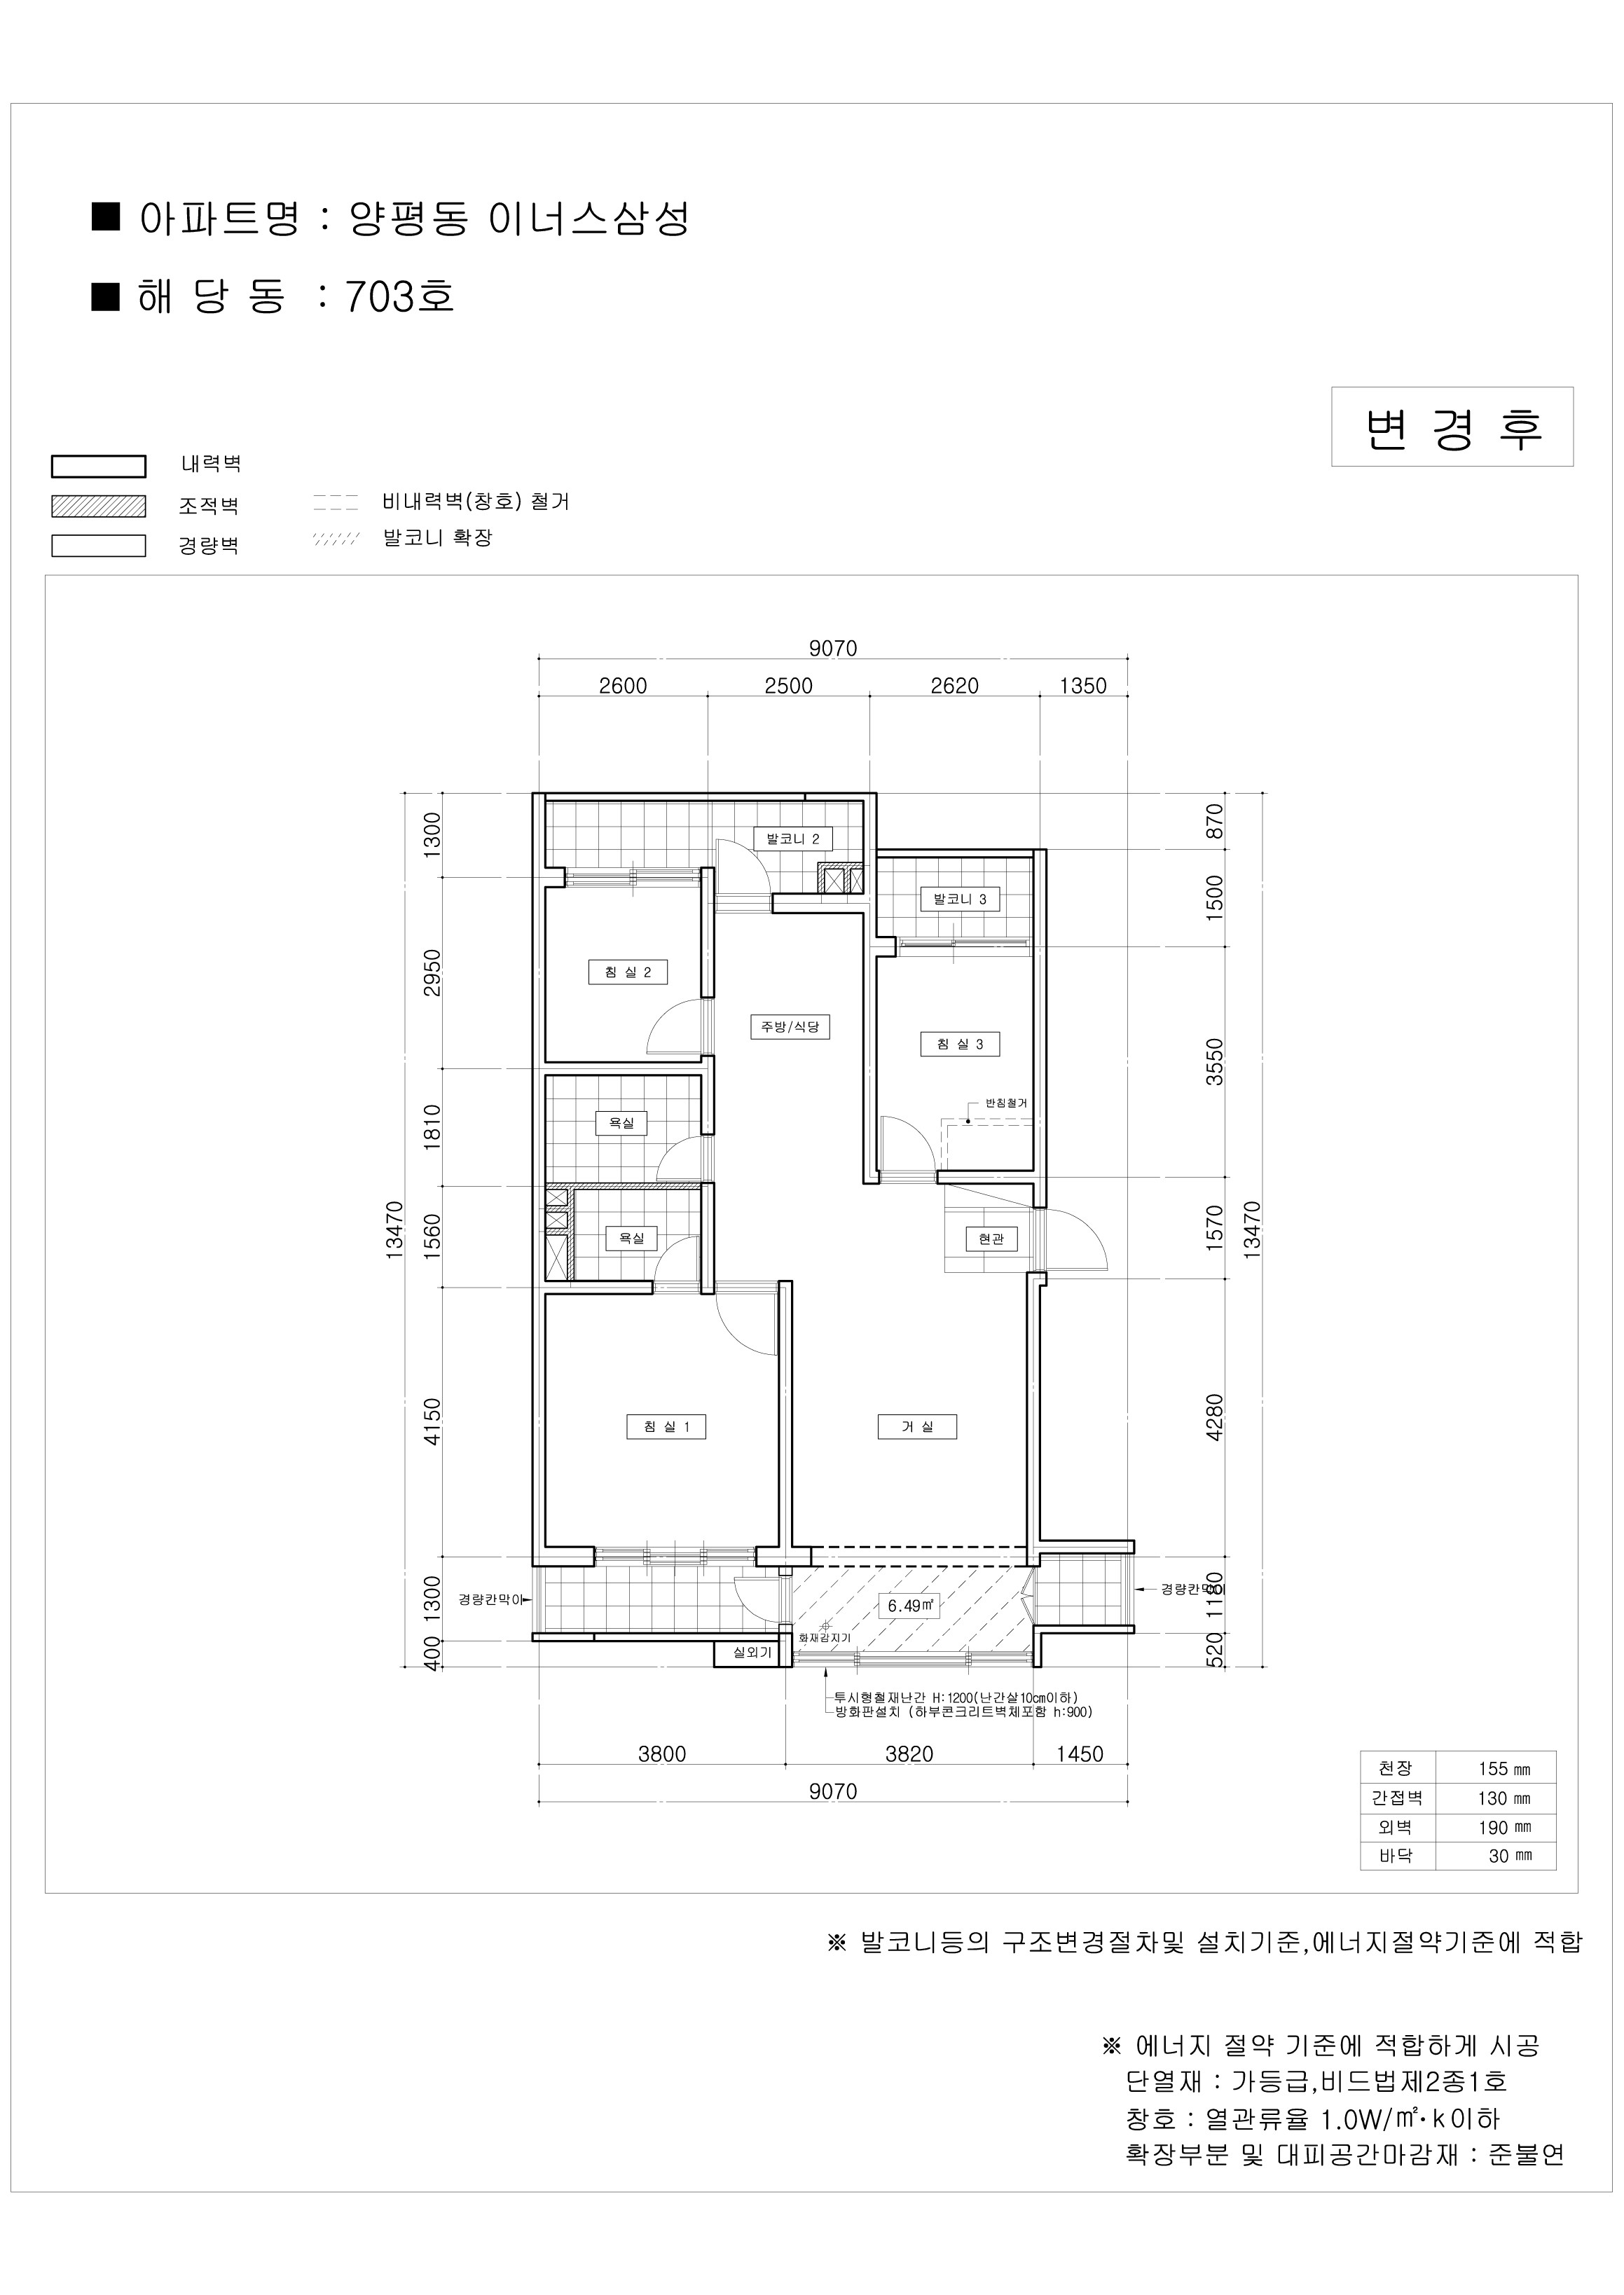 ■ 아파트명 : 양평동 이너스삼성
■ 해 당 동 : 703호
변 경 후
내력벽
조적벽
경량벽
비내력벽(창호) 철거
발코니 확장
9070
2600 2500 2620 1350
13470
1300
2950
1810
1560
4150
1300
400
870
1500
3550
1570
4280
1180
520
13470
발코니 2
발코니 3
침 실 2
주방/식당
침 실 3
반침철거
욕실
욕실
현관
침 실 1
거 실
경량칸막이
경량칸막이
6.49㎡
화재감지기
실외기
투시형철재난간 H:1200(난간살10cm이하)
방화판설치 (하부콘크리트벽체포함 h:900)
3800 3820 1450
9070
천장 155 ㎜
간접벽 130 ㎜
외벽 190 ㎜
바닥 30 ㎜
※ 발코니등의 구조변경절차및 설치기준,에너지절약기준에 적합
※ 에너지 절약 기준에 적합하게 시공
단열재 : 가등급,비드법제2종1호
창호 : 열관류율 1.0W/㎡·k이하
확장부분 및 대피공간마감재 : 준불연